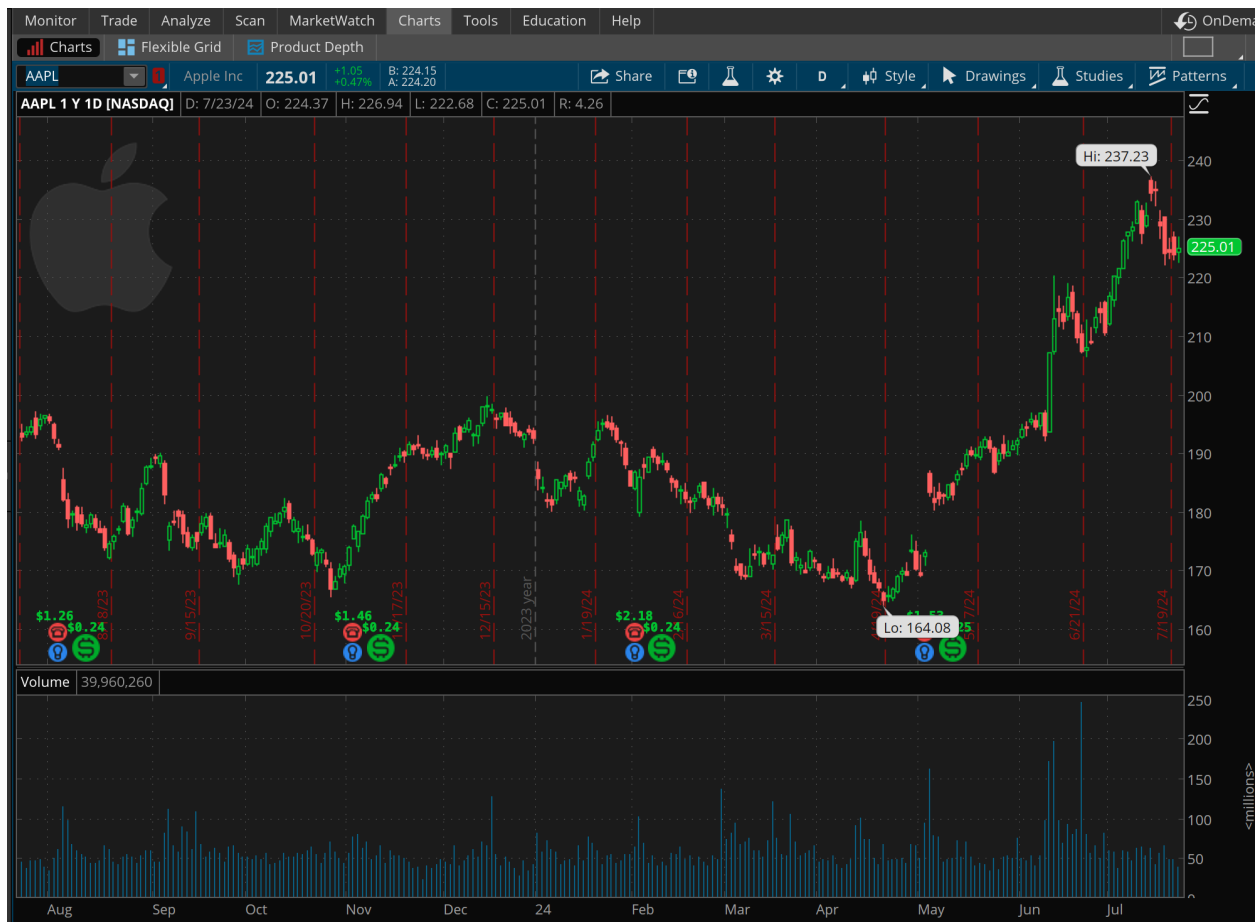 Monitor Trade Analyze Scan MarketWatch Charts Tools Education Help OnDema
Charts Flexible Grid Product Depth
AAPL 1 Apple Inc 225.01 +1.05 +0.47% B: 224.15 A: 224.20 Share D Style Drawings Studies Patterns
AAPL 1 Y 1D [NASDAQ] D: 7/23/24 O: 224.37 H: 226.94 L: 222.68 C: 225.01 R: 4.26
Hi: 237.23
240
230
225.01
220
210
200
190
180
170
160
9/15/23 10/20/23 12/15/23 2023 year 1/19/24 3/15/24 6/21/24 7/19/24
$1.26 $1.46 $2.18
$0.24 $0.24 $0.24
Lo: 164.08
Volume 39,960,260
250
200
150
100
50
<millions>
Aug Sep Oct Nov Dec 24 Feb Mar Apr May Jun Jul